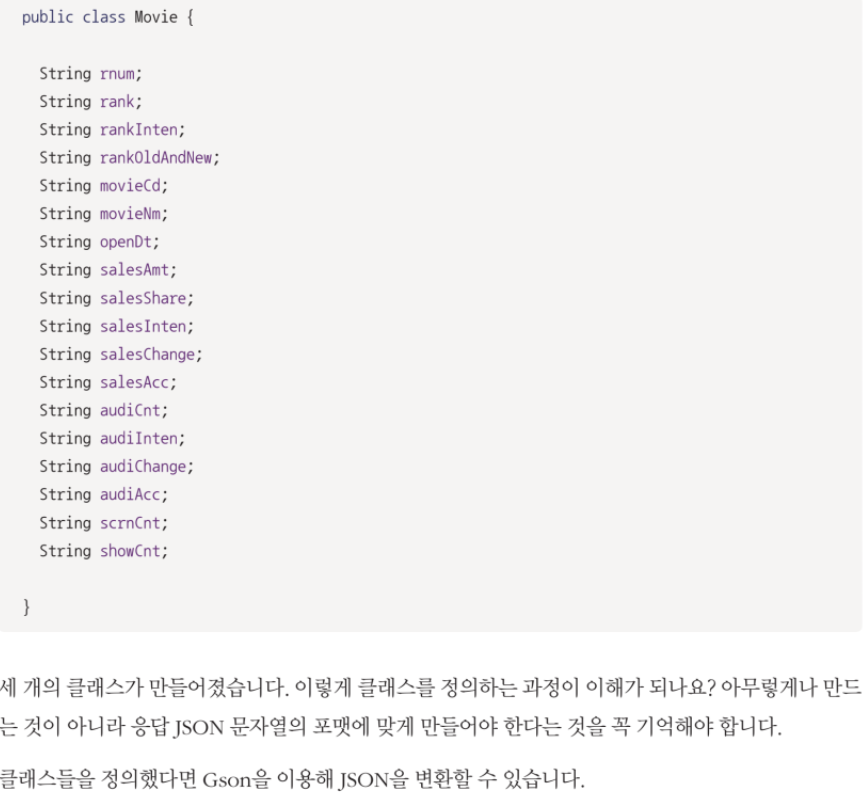 public class Movie {
String rnum;
String rank;
String rankInten;
String rankOldAndNew;
String movieCd;
String movieNm;
String openDt;
String salesAmt;
String salesShare;
String salesInten;
String salesChange;
String salesAcc;
String audiCnt;
String audiInten;
String audiChange;
String audiAcc;
String scrnCnt;
String showCnt;
}
세 개의 클래스가 만들어졌습니다. 이렇게 클래스를 정의하는 과정이 이해가 되나요? 아무렇게나 만드
는 것이 아니라 응답 JSON 문자열의 포맷에 맞게 만들어야 한다는 것을 꼭 기억해야 합니다.
클래스들을 정의했다면 Gson을 이용해 JSON을 변환할 수 있습니다.